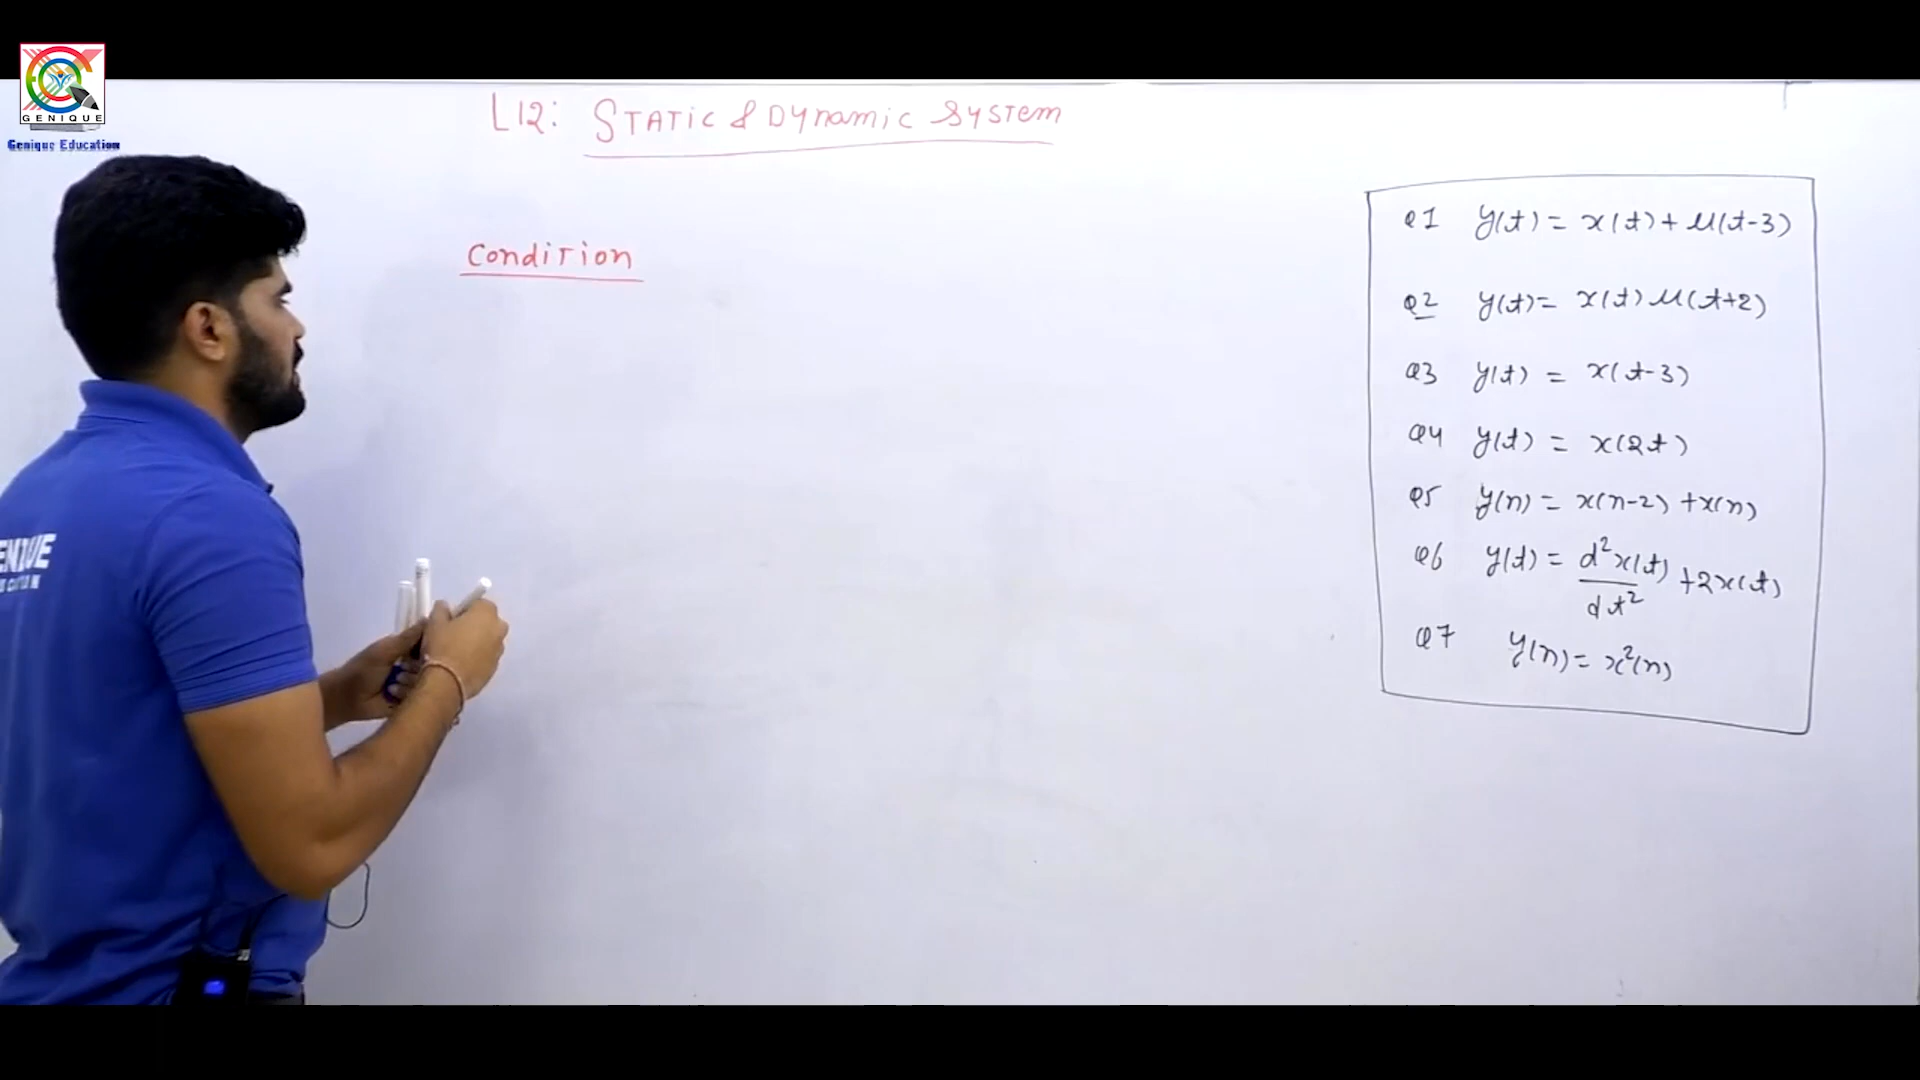 GENIQUE
Genique Education
L12: STATIC & DYNAMIC SYSTEM
Condition
Q1 y(t) = x(t) + u(t-3)
Q2 y(t) = x(t) u(t+2)
Q3 y(t) = x(t-3)
Q4 y(t) = x(2t)
Q5 y(n) = x(n-2) + x(n)
Q6 y(t) = d²x(t)/dt² + 2x(t)
Q7 y(n) = x²(n)
ENIQUE